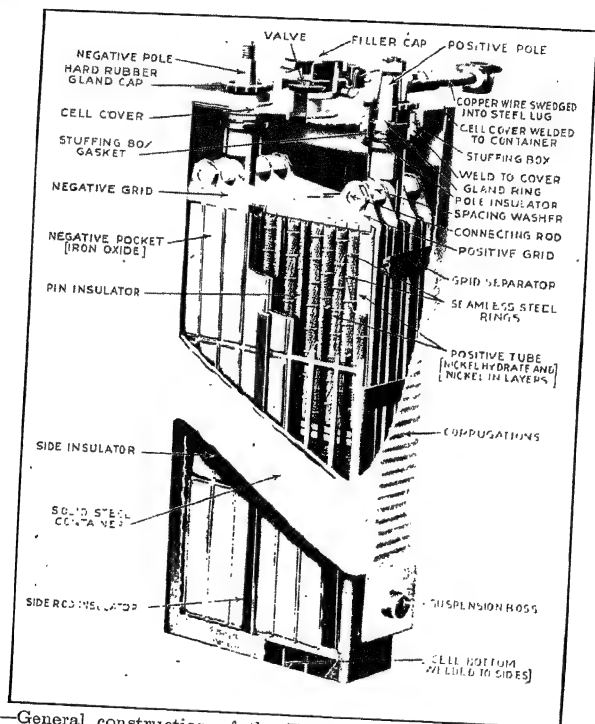 NEGATIVE POLE
HARD RUBBER
GLAND CAP
CELL COVER
STUFFING BOX
GASKET
NEGATIVE GRID
NEGATIVE POCKET
[IRON OXIDE]
PIN INSULATOR
SIDE INSULATOR
SOLID STEEL
CONTAINER
SIDE ROD INSULATOR
VALVE
FILLER CAP
POSITIVE POLE
COPPER WIRE SWEDGED
INTO STEEL LUG
CELL COVER WELDED
TO CONTAINER
STUFFING BOX
WELD TO COVER
GLAND RING
POLE INSULATOR
SPACING WASHER
CONNECTING ROD
POSITIVE GRID
GRID SEPARATOR
SEAMLESS STEEL
RINGS
POSITIVE TUBE
[NICKEL HYDRATE AND]
[NICKEL IN LAYERS]
CORRUGATIONS
SUSPENSION BOSS
CELL BOTTOM
WELDED TO SIDES]
—General construction of the